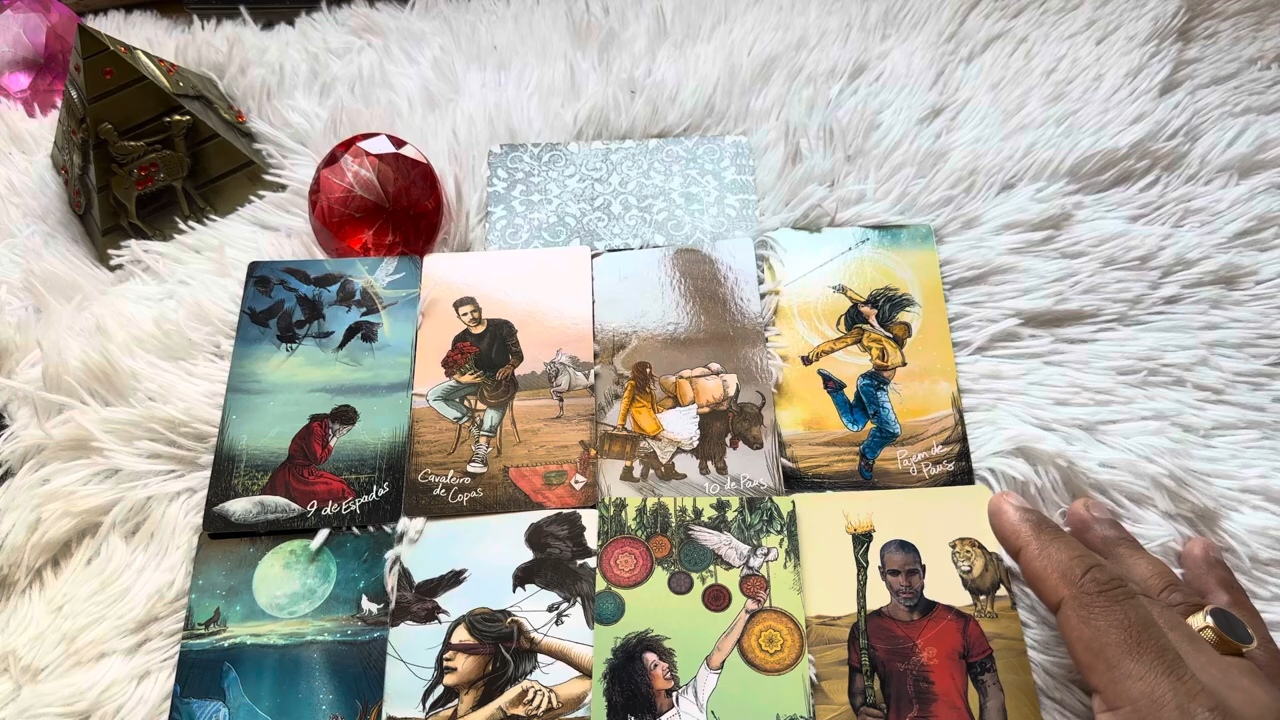 9 de Espadas
Cavaleiro
de Copas
10 de Paus
Pajem de
Paus